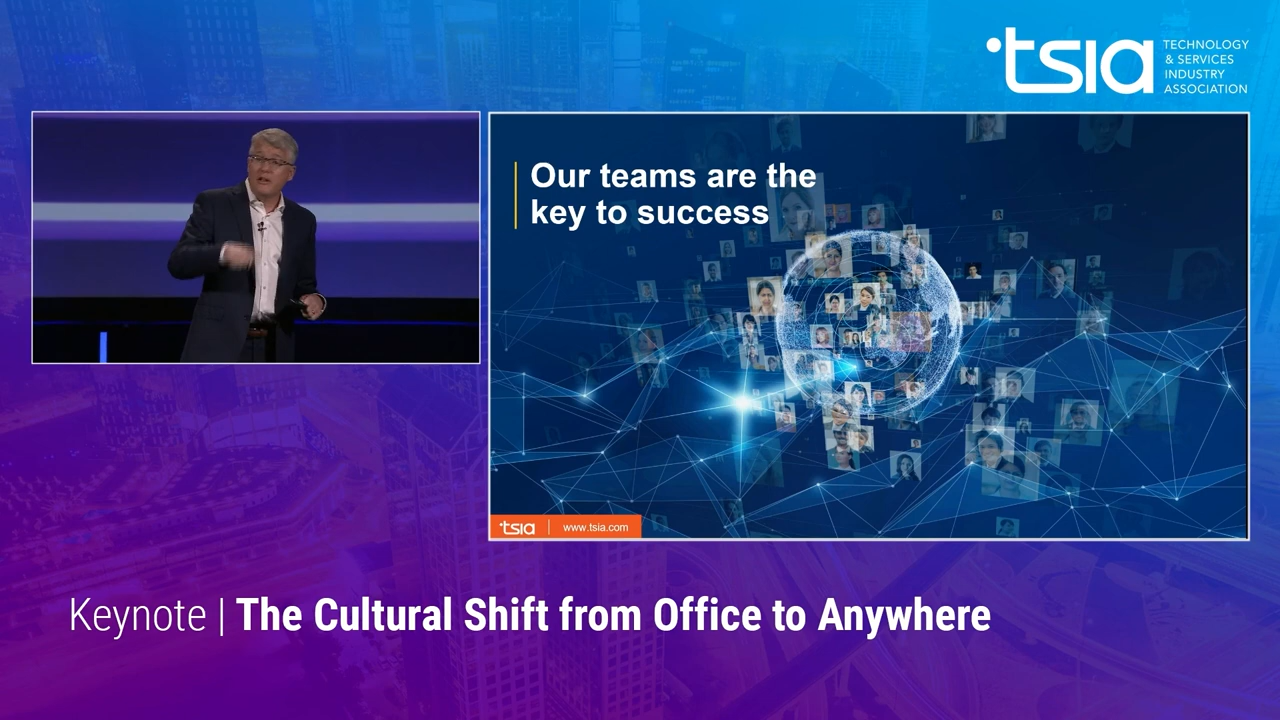 tsia
TECHNOLOGY
& SERVICES
INDUSTRY
ASSOCIATION
Our teams are the
key to success
tsia | www.tsia.com
Keynote | The Cultural Shift from Office to Anywhere